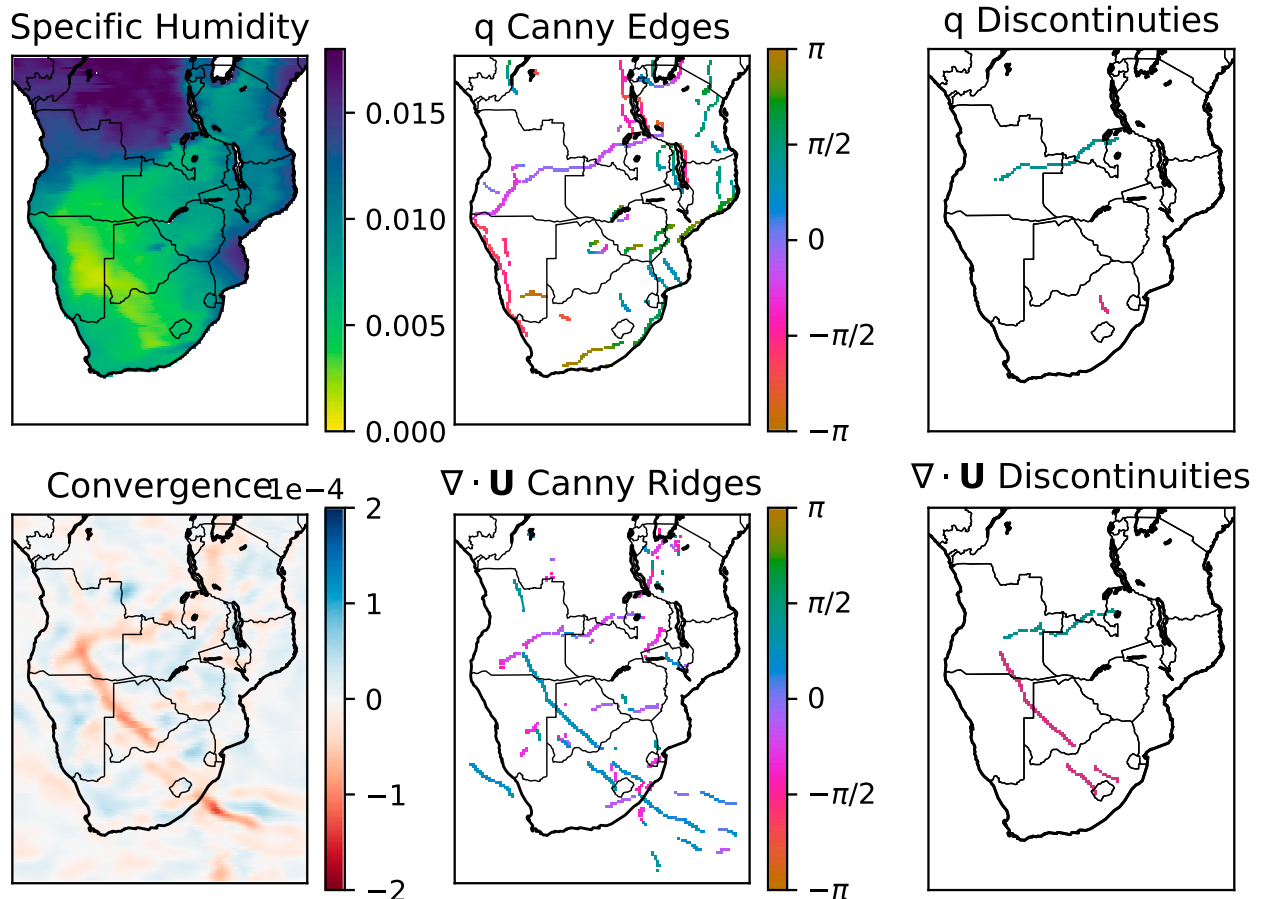 Specific Humidity
q Canny Edges
q Discontinuties
0.015
0.010
0.005
0.000
π
π/2
0
−π/2
−π
Convergence
1e−4
∇ · U Canny Ridges
∇ · U Discontinuities
2
1
0
−1
−2
π
π/2
0
−π/2
−π